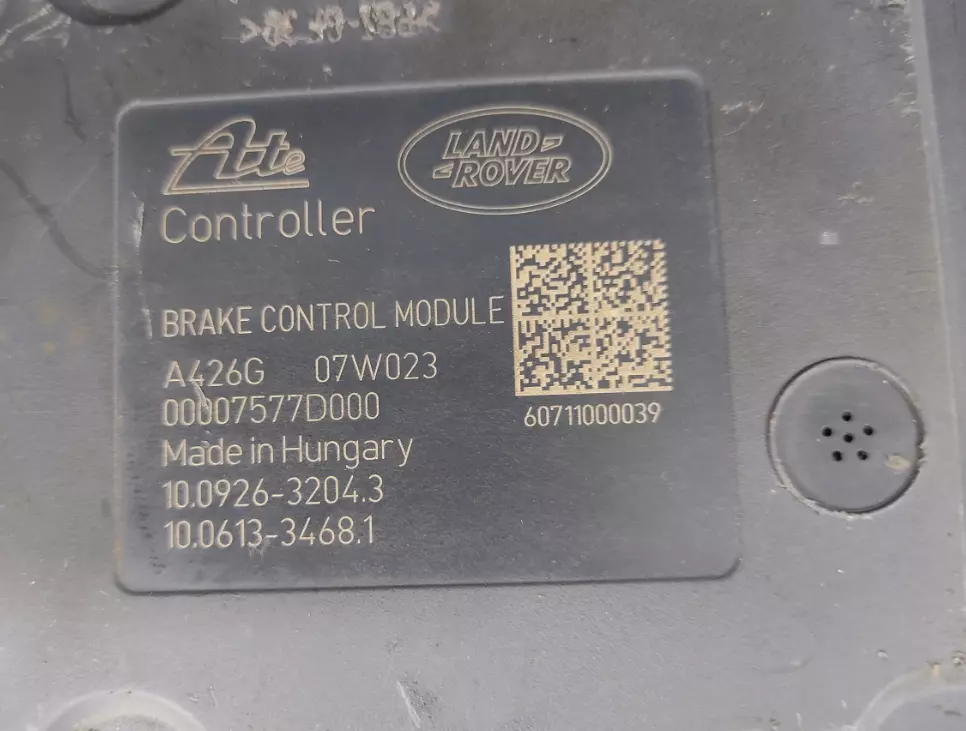 Ate
LAND-
-ROVER
Controller
BRAKE CONTROL MODULE
A426G 07W023
00007577D000
60711000039
Made in Hungary
10.0926-3204.3
10.0613-3468.1